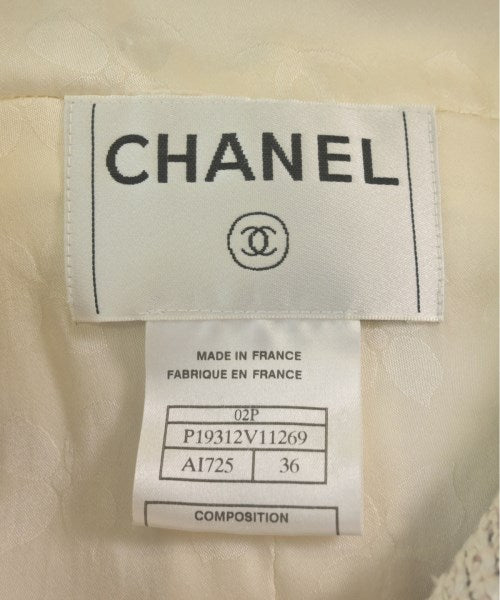 CHANEL
MADE IN FRANCE
FABRIQUE EN FRANCE
02P
P19312V11269
AI725 36
COMPOSITION